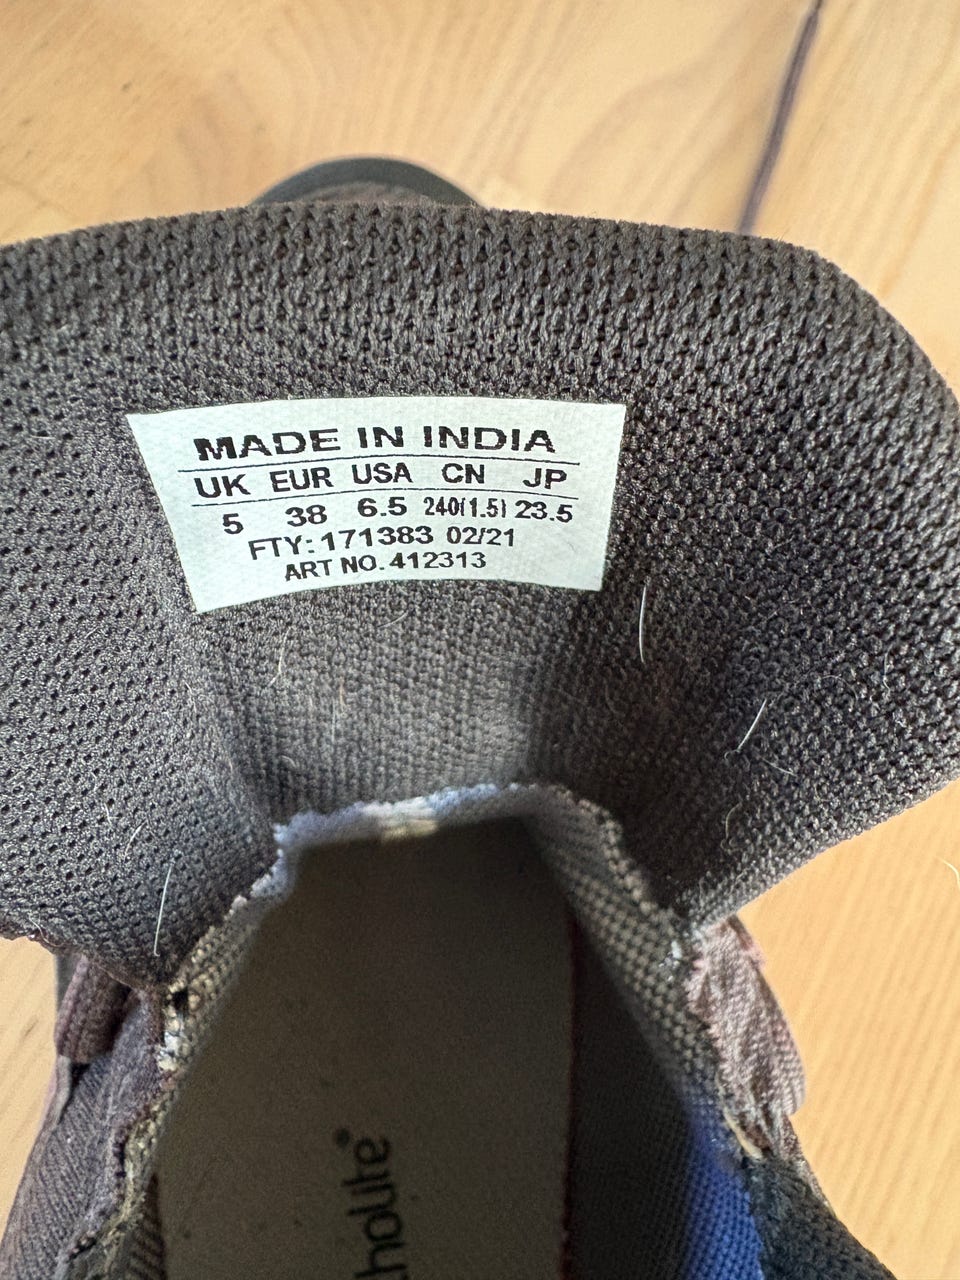 MADE IN INDIA
UK EUR USA CN JP
5 38 6.5 240(1.5) 23.5
FTY: 171383 02/21
ART NO. 412313
tholite®